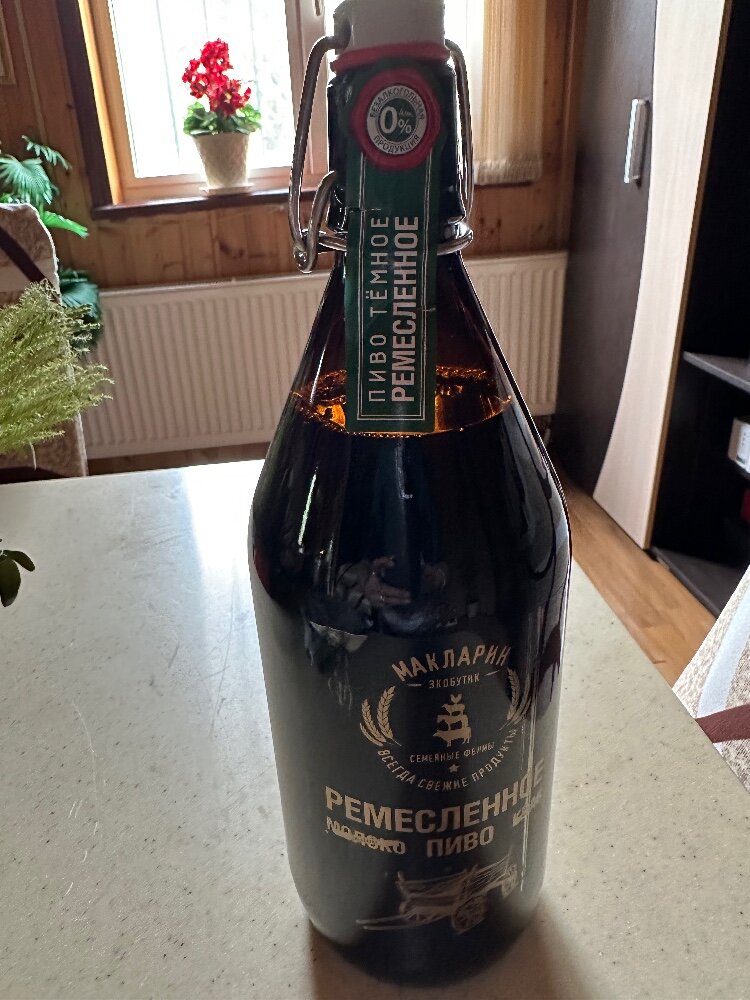 БЕЗАЛКОГОЛЬНАЯ
0%
ПРОДУКЦИЯ
ПИВО ТЁМНОЕ
РЕМЕСЛЕННОЕ
МАКЛАРИН
ЭКОБУТИК
СЕМЕЙНЫЕ ФЕРМЫ
ВСЕГДА СВЕЖИЕ ПРОДУКТЫ
РЕМЕСЛЕННОЕ
МОЛОКО ПИВО